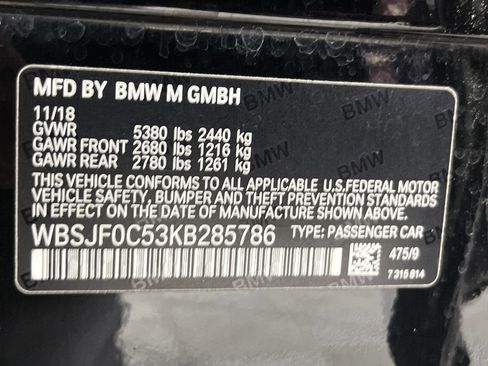 MFD BY BMW M GMBH
11/18
GVWR 5380 lbs 2440 kg
GAWR FRONT 2680 lbs 1216 kg
GAWR REAR 2780 lbs 1261 kg
THIS VEHICLE CONFORMS TO ALL APPLICABLE U.S.FEDERAL MOTOR
VEHICLE SAFETY, BUMPER AND THEFT PREVENTION STANDARDS
IN EFFECT ON THE DATE OF MANUFACTURE SHOWN ABOVE.
WBSJF0C53KB285786 TYPE: PASSENGER CAR
475/9
7 316 814